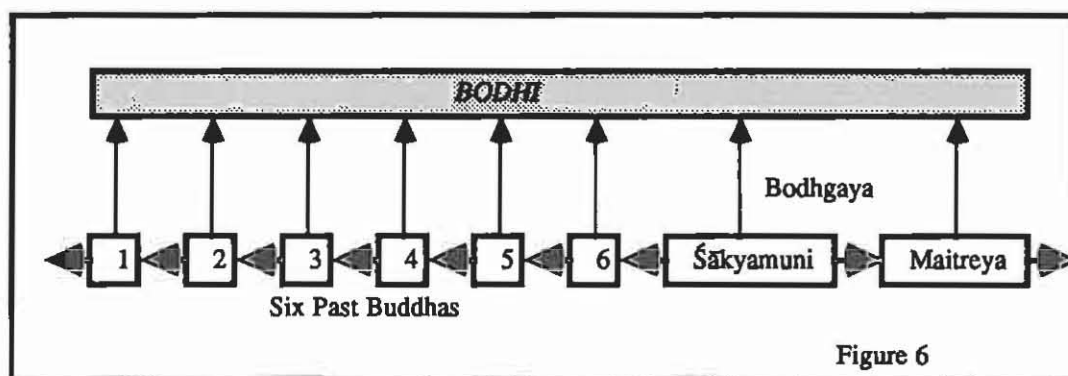 BODHI
Bodhgaya
1 2 3 4 5 6 Śākyamuni Maitreya
Six Past Buddhas
Figure 6